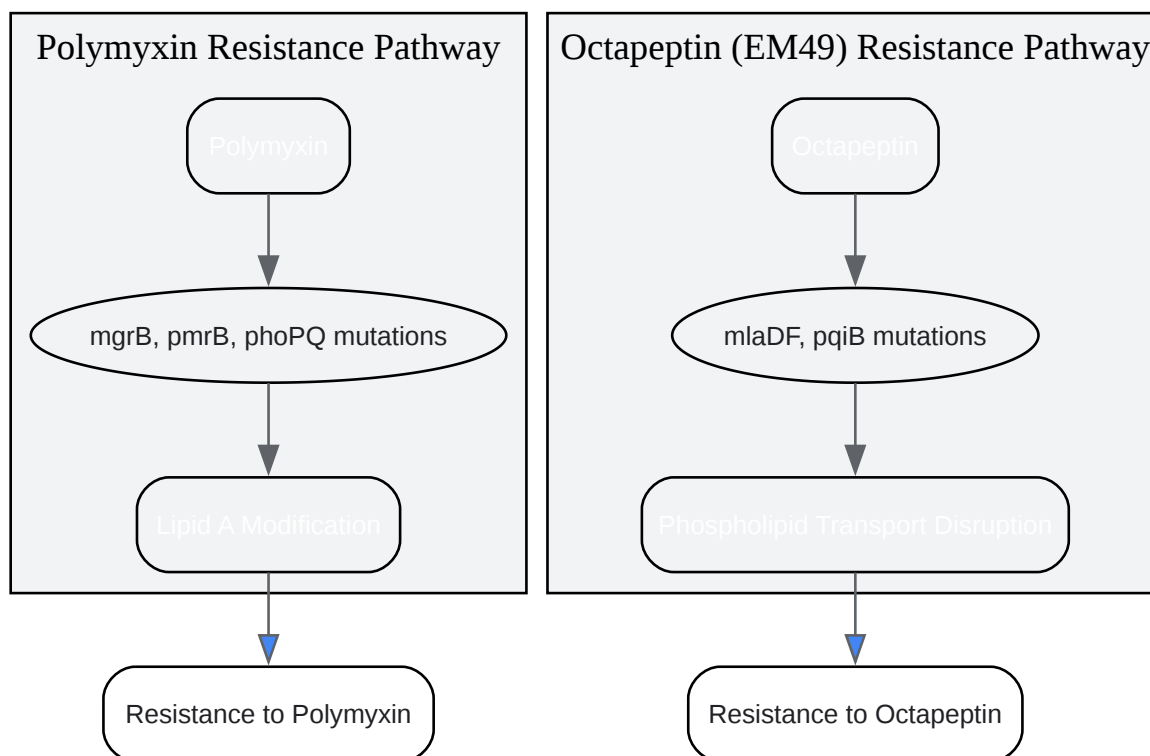 Polymyxin Resistance Pathway
Polymyxin
mgrB, pmrB, phoPQ mutations
Lipid A Modification
Resistance to Polymyxin
Octapeptin (EM49) Resistance Pathway
Octapeptin
mlaDF, pqiB mutations
Phospholipid Transport Disruption
Resistance to Octapeptin